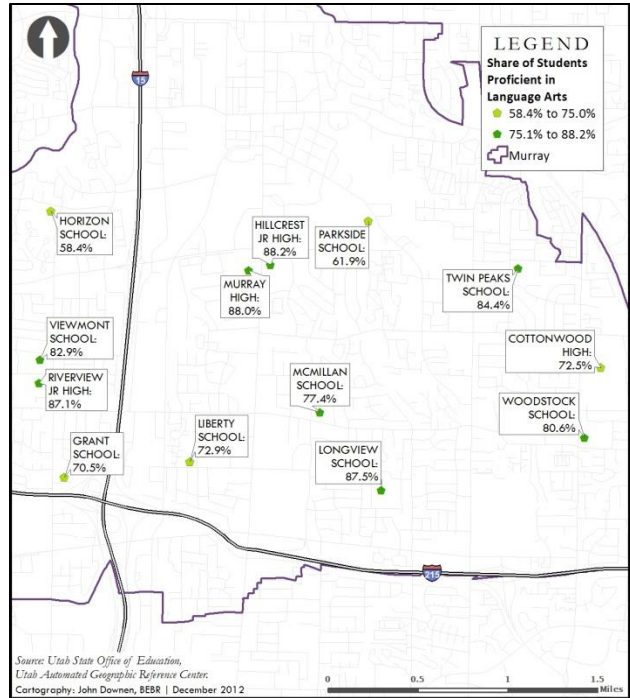 LEGEND
Share of Students
Proficient in
Language Arts
58.4% to 75.0%
75.1% to 88.2%
Murray
15
HORIZON
SCHOOL:
58.4%
HILLCREST
JR HIGH:
88.2%
PARKSIDE
SCHOOL:
61.9%
MURRAY
HIGH:
88.0%
TWIN PEAKS
SCHOOL:
84.4%
VIEWMONT
SCHOOL:
82.9%
COTTONWOOD
HIGH:
72.5%
RIVERVIEW
JR HIGH:
87.1%
MCMILLAN
SCHOOL:
77.4%
WOODSTOCK
SCHOOL:
80.6%
GRANT
SCHOOL:
70.5%
LIBERTY
SCHOOL:
72.9%
LONGVIEW
SCHOOL:
87.5%
215
Source: Utah State Office of Education,
Utah Automated Geographic Reference Center.
Cartography: John Downen, BEBR | December 2012
0 0.5 1 1.5
Miles